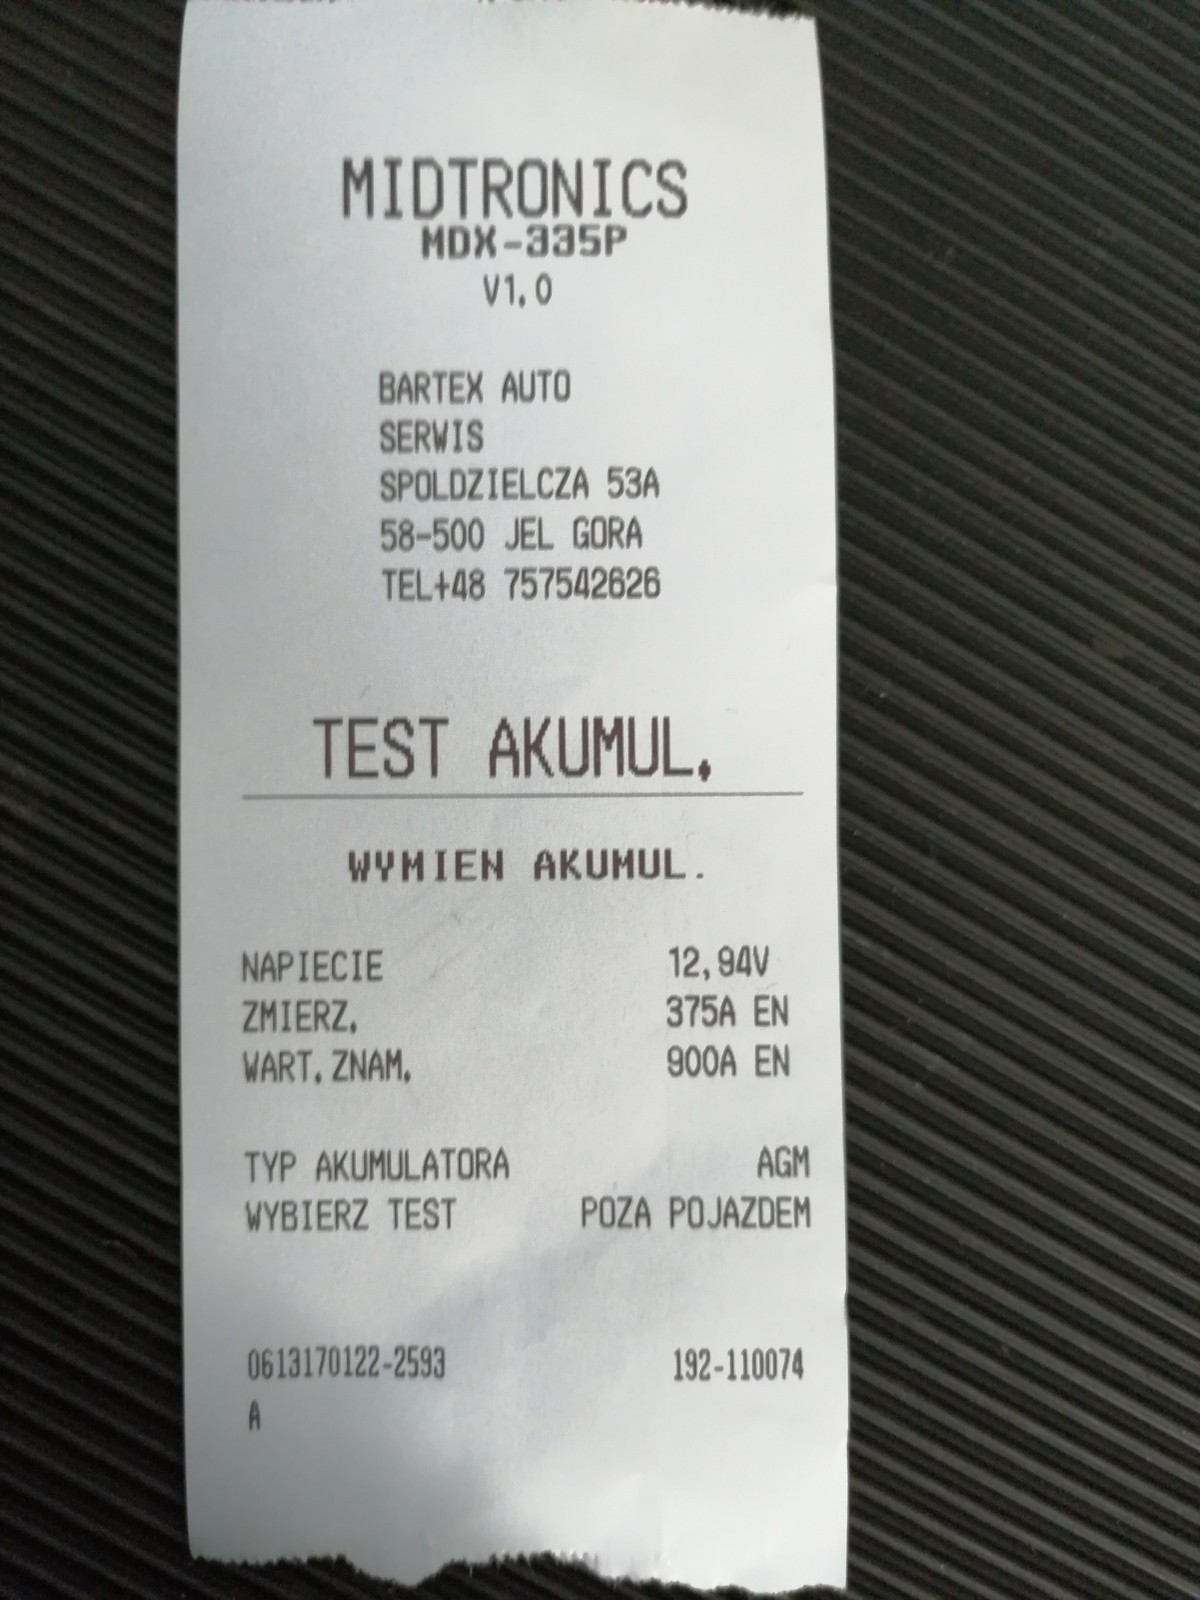 MIDTRONICS
MDX-335P
V1.0
BARTEX AUTO
SERWIS
SPOLDZIELCZA 53A
58-500 JEL GORA
TEL+48 757542626
TEST AKUMUL.
WYMIEN AKUMUL.
NAPIECIE 12,94V
ZMIERZ. 375A EN
WART.ZNAM. 900A EN
TYP AKUMULATORA AGM
WYBIERZ TEST POZA POJAZDEM
0613170122-2593 192-110074
A